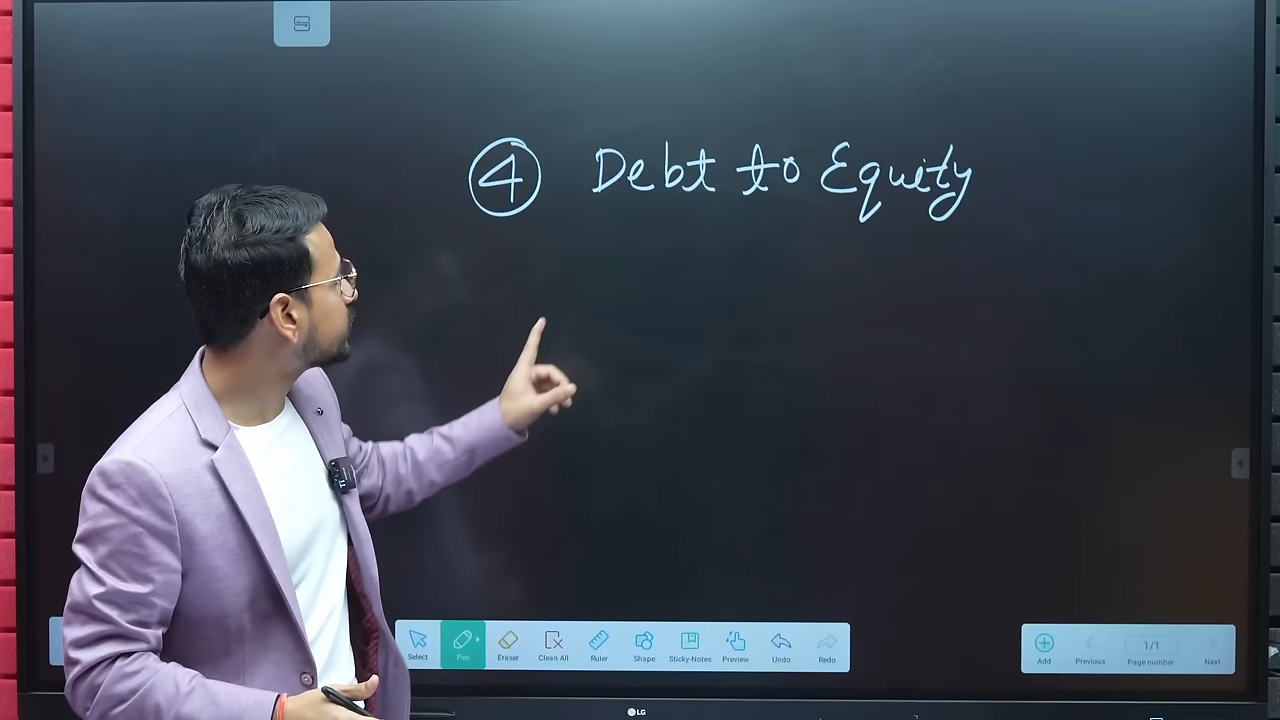 ④ Debt to Equity
Select Pen Eraser Clean All Ruler Shape Sticky-Notes Preview Undo Redo
Add Previous 1/1 Page number Next
LG